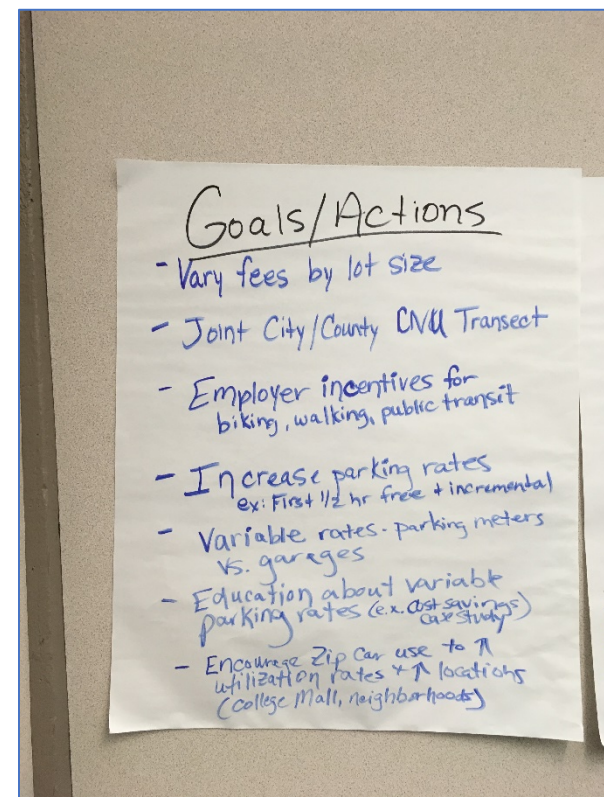 Goals/Actions
- Vary fees by lot size
- Joint City/County CNU Transect
- Employer incentives for
biking, walking, public transit
- Increase parking rates
ex: First 1/2 hr free + incremental
- Variable rates - parking meters
vs. garages
- Education about variable
parking rates (e.x. cost savings)
case study
- Encourage Zip Car use to ↑
utilization rates + ↑ locations
(College Mall, neighborhoods)